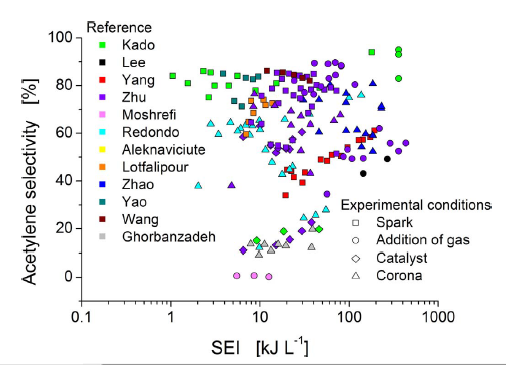 Reference
Kado
Lee
Yang
Zhu
Moshrefi
Redondo
Aleknaviciute
Lotfalipour
Zhao
Yao
Wang
Ghorbanzadeh
Experimental conditions
Spark
Addition of gas
Catalyst
Corona
Acetylene selectivity [%]
100
80
60
40
20
0
0.1
1
10
100
1000
SEI [kJ L⁻¹]